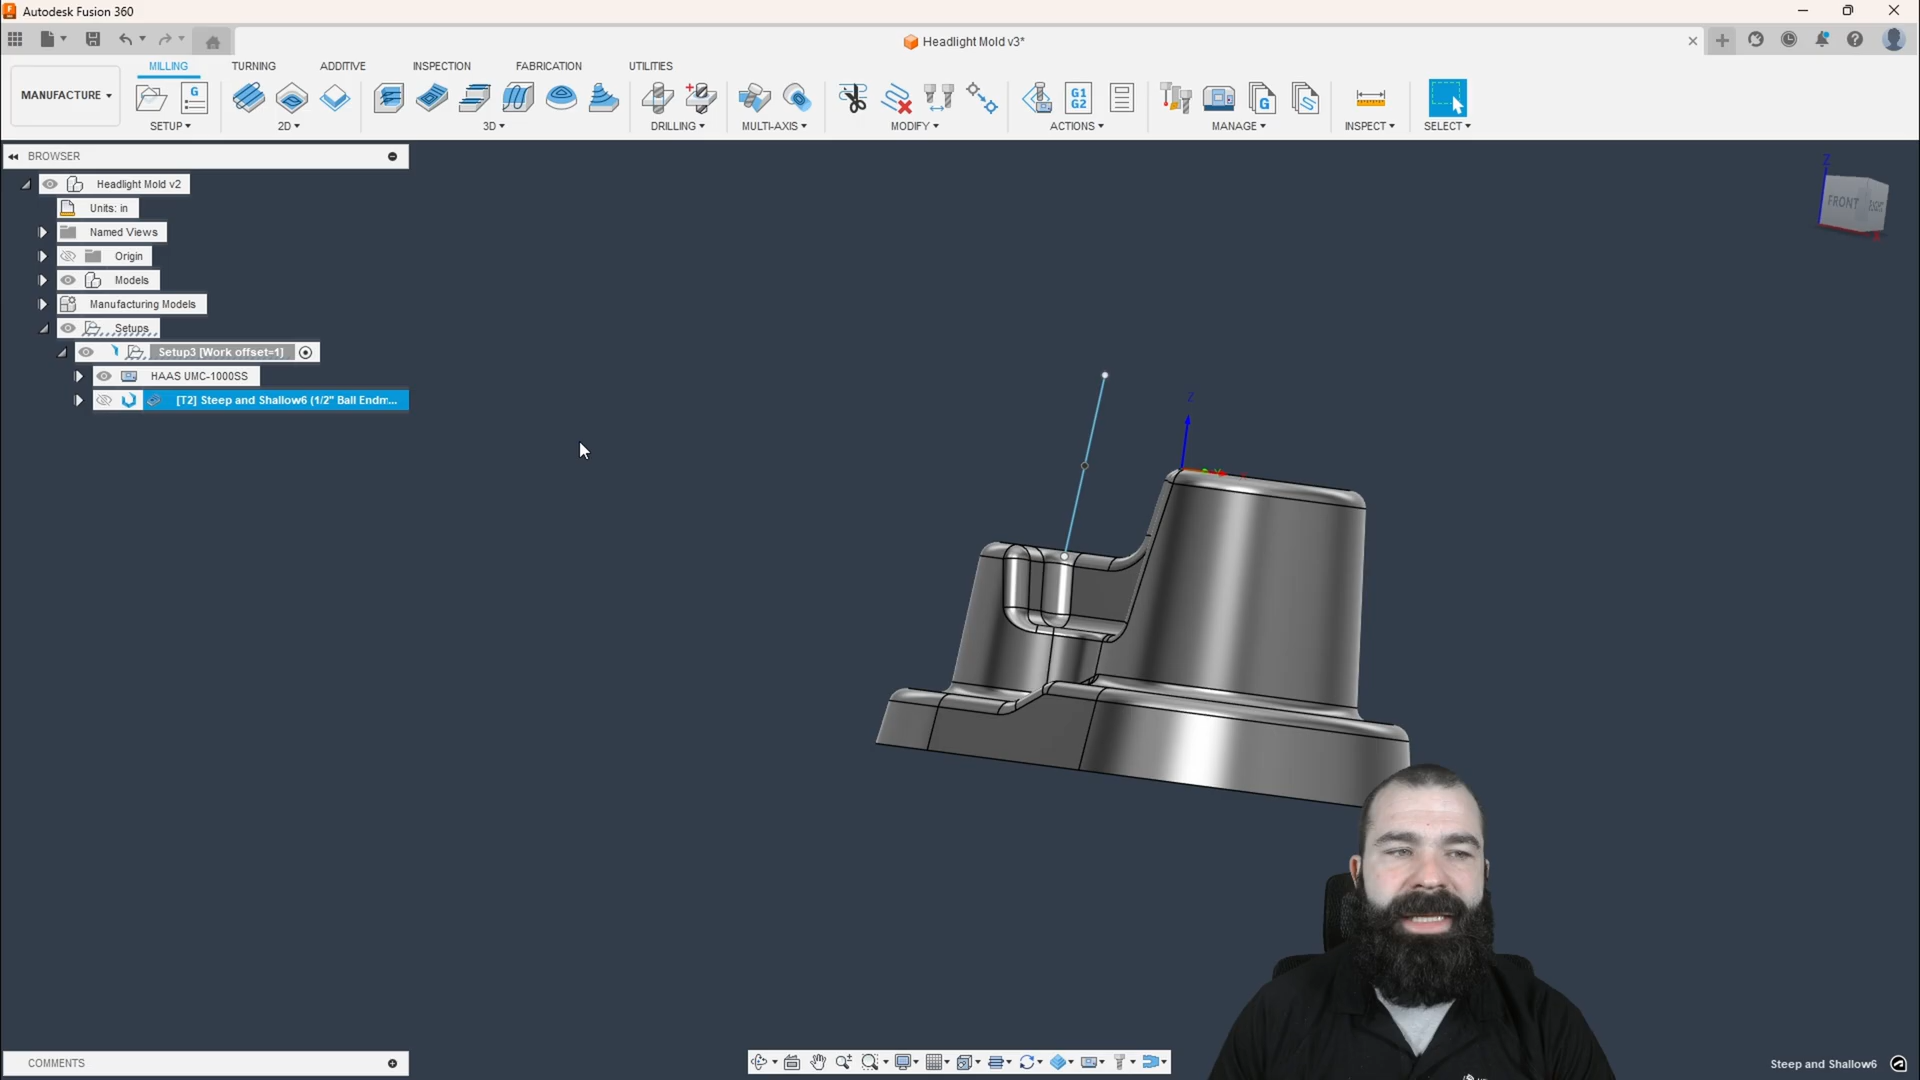 Autodesk Fusion 360
Headlight Mold v3*
MILLING TURNING ADDITIVE INSPECTION FABRICATION UTILITIES
MANUFACTURE
G
G1
G2
G
SETUP 2D 3D DRILLING MULTI-AXIS MODIFY ACTIONS MANAGE INSPECT SELECT
BROWSER
Headlight Mold v2
Units: in
Named Views
Origin
Models
Manufacturing Models
Setups
Setup3 [Work offset=1]
HAAS UMC-1000SS
[T2] Steep and Shallow6 (1/2" Ball Endm...
Z
FRONT
X
Z
COMMENTS
Steep and Shallow6